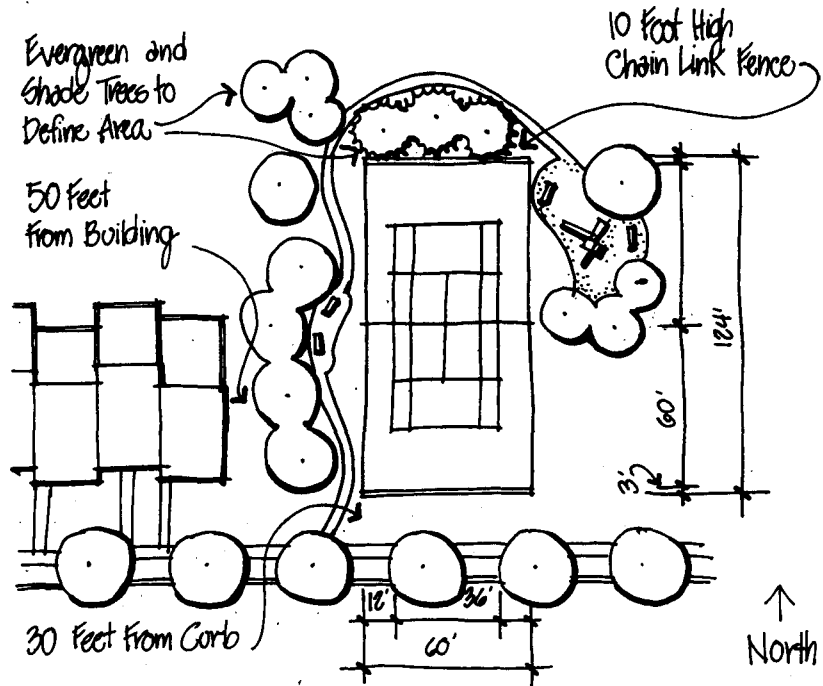 Evergreen and
Shade Trees to
Define Area
10 Foot High
Chain Link Fence
50 Feet
From Building
124'
60'
3'
12'
36'
60'
30 Feet From Curb
North